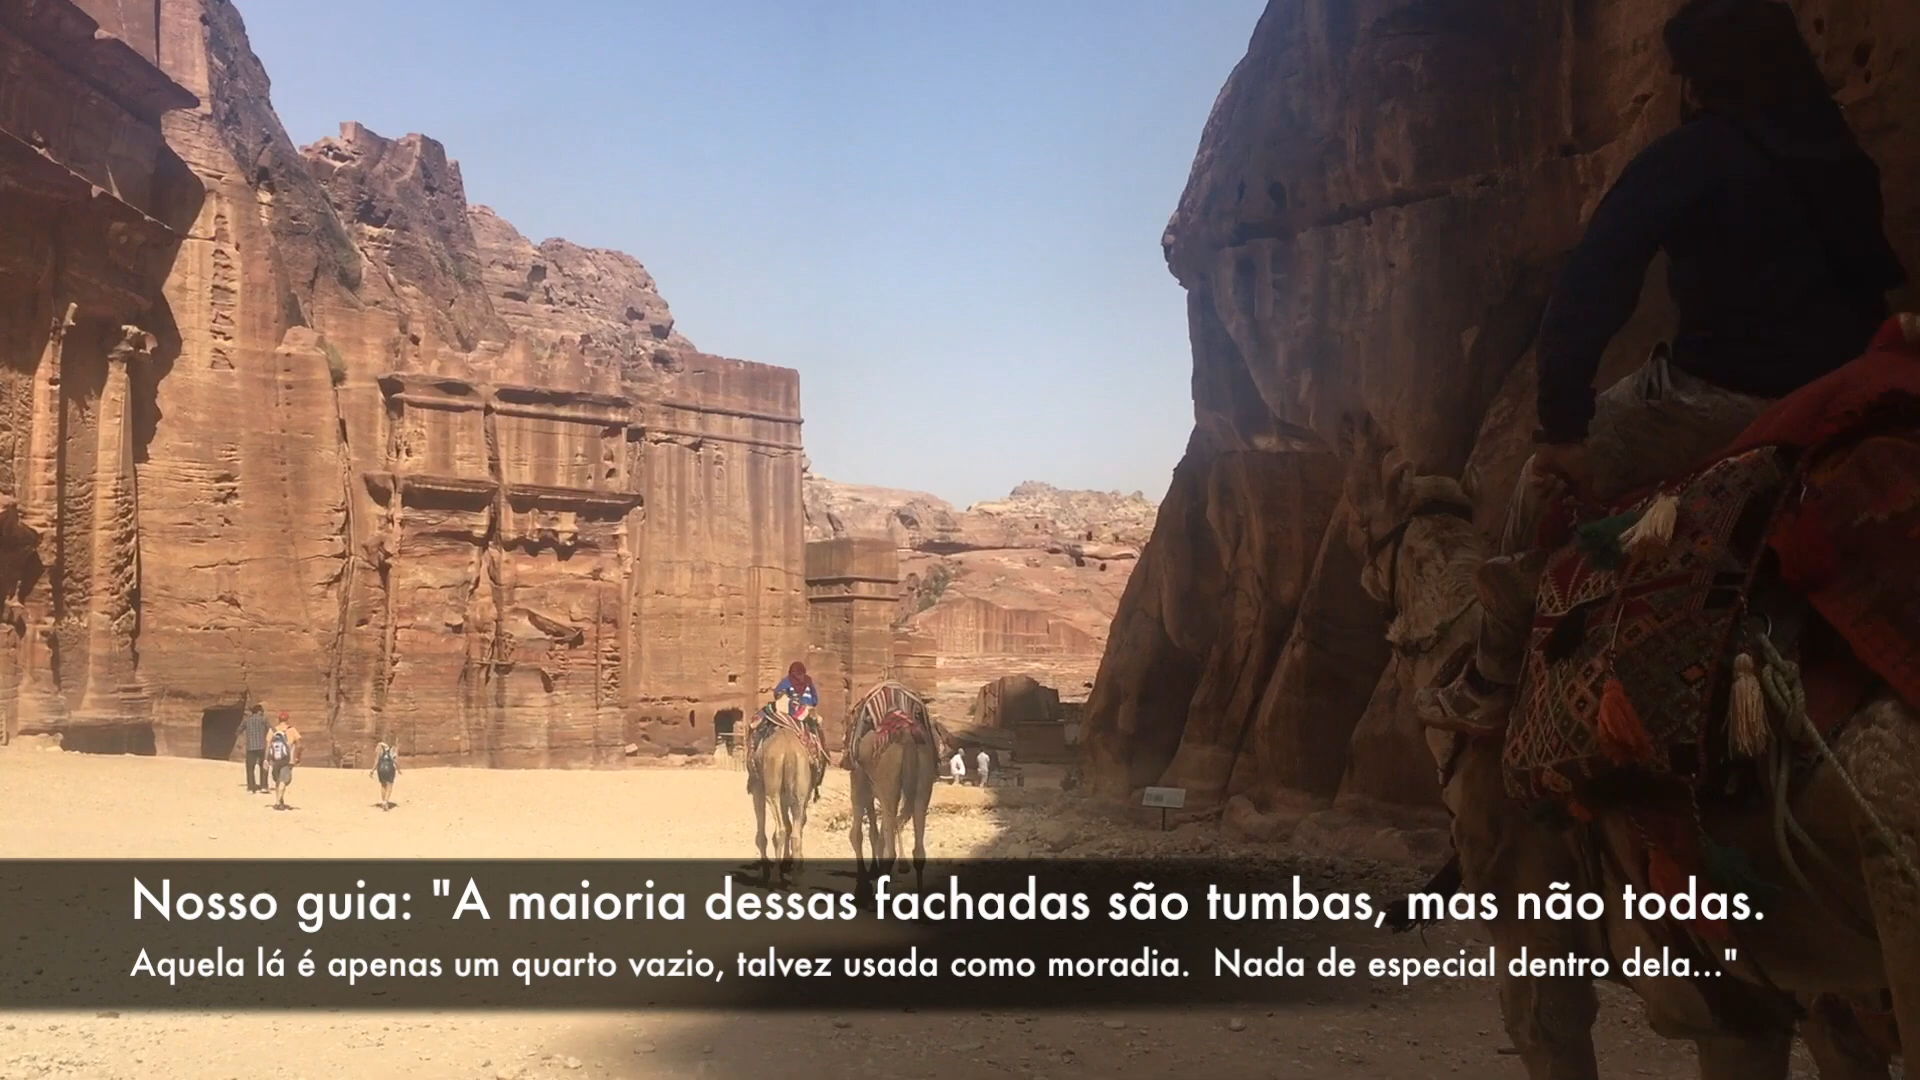 Nosso guia: "A maioria dessas fachadas são tumbas, mas não todas.
Aquela lá é apenas um quarto vazio, talvez usada como moradia. Nada de especial dentro dela..."